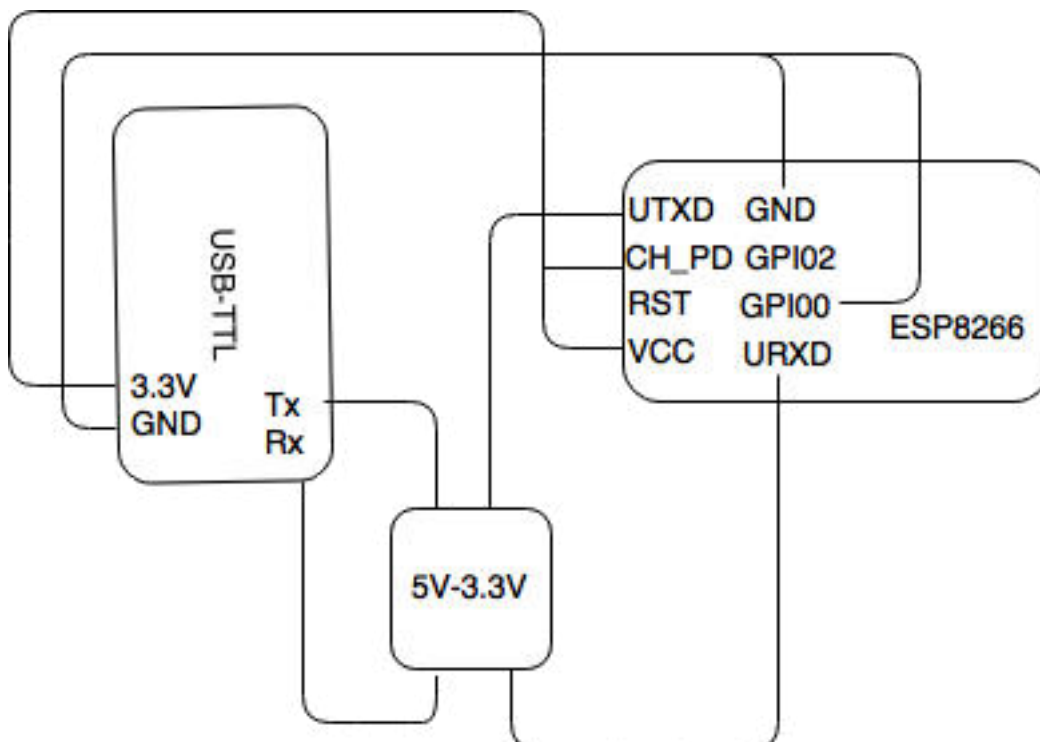 USB-TTL
3.3V
GND
Tx
Rx
5V-3.3V
UTXD GND
CH_PD GPI02
RST GPI00
VCC URXD
ESP8266